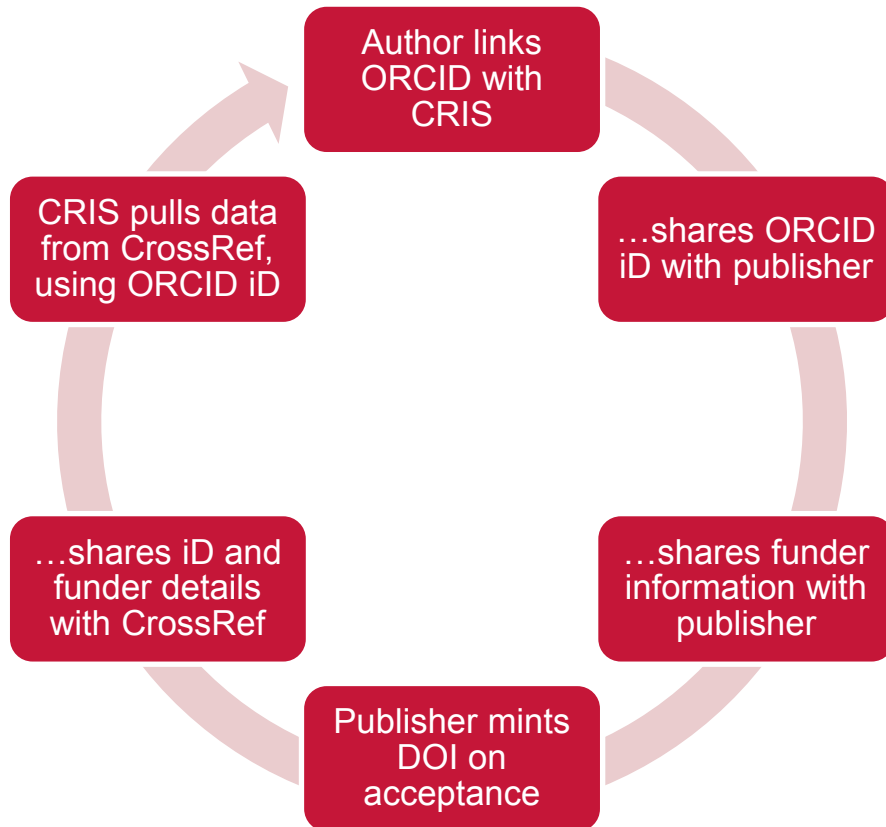 Author links
ORCID with
CRIS
…shares ORCID
iD with publisher
…shares funder
information with
publisher
Publisher mints
DOI on
acceptance
…shares iD and
funder details
with CrossRef
CRIS pulls data
from CrossRef,
using ORCID iD